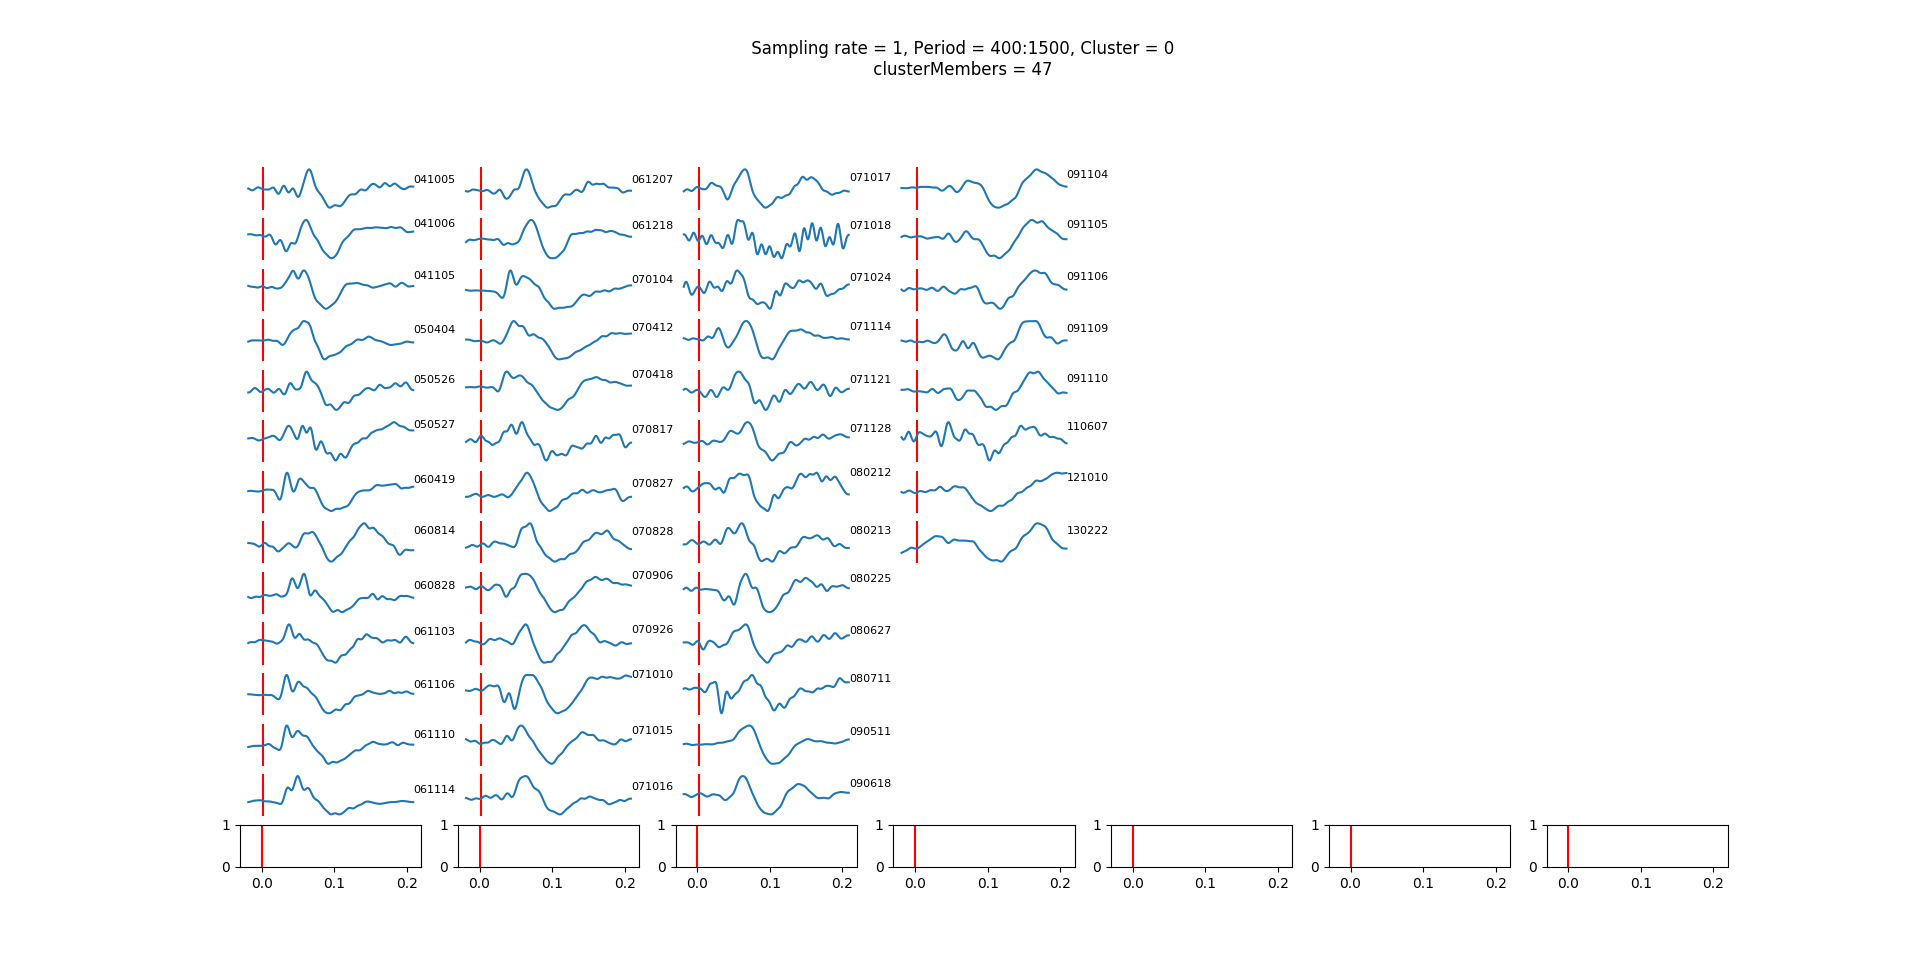 Sampling rate = 1, Period = 400:1500, Cluster = 0
clusterMembers = 47
041005 061207 071017 091104
041006 061218 071018 091105
041105 070104 071024 091106
050404 070412 071114 091109
050526 070418 071121 091110
050527 070817 071128 110607
060419 070827 080212 121010
060814 070828 080213 130222
060828 070906 080225
061103 070926 080627
061106 071010 080711
061110 071015 090511
061114 071016 090618
1 1 1 1 1 1 1
0 0 0 0 0 0 0
0.0 0.1 0.2 0.0 0.1 0.2 0.0 0.1 0.2 0.0 0.1 0.2 0.0 0.1 0.2 0.0 0.1 0.2 0.0 0.1 0.2